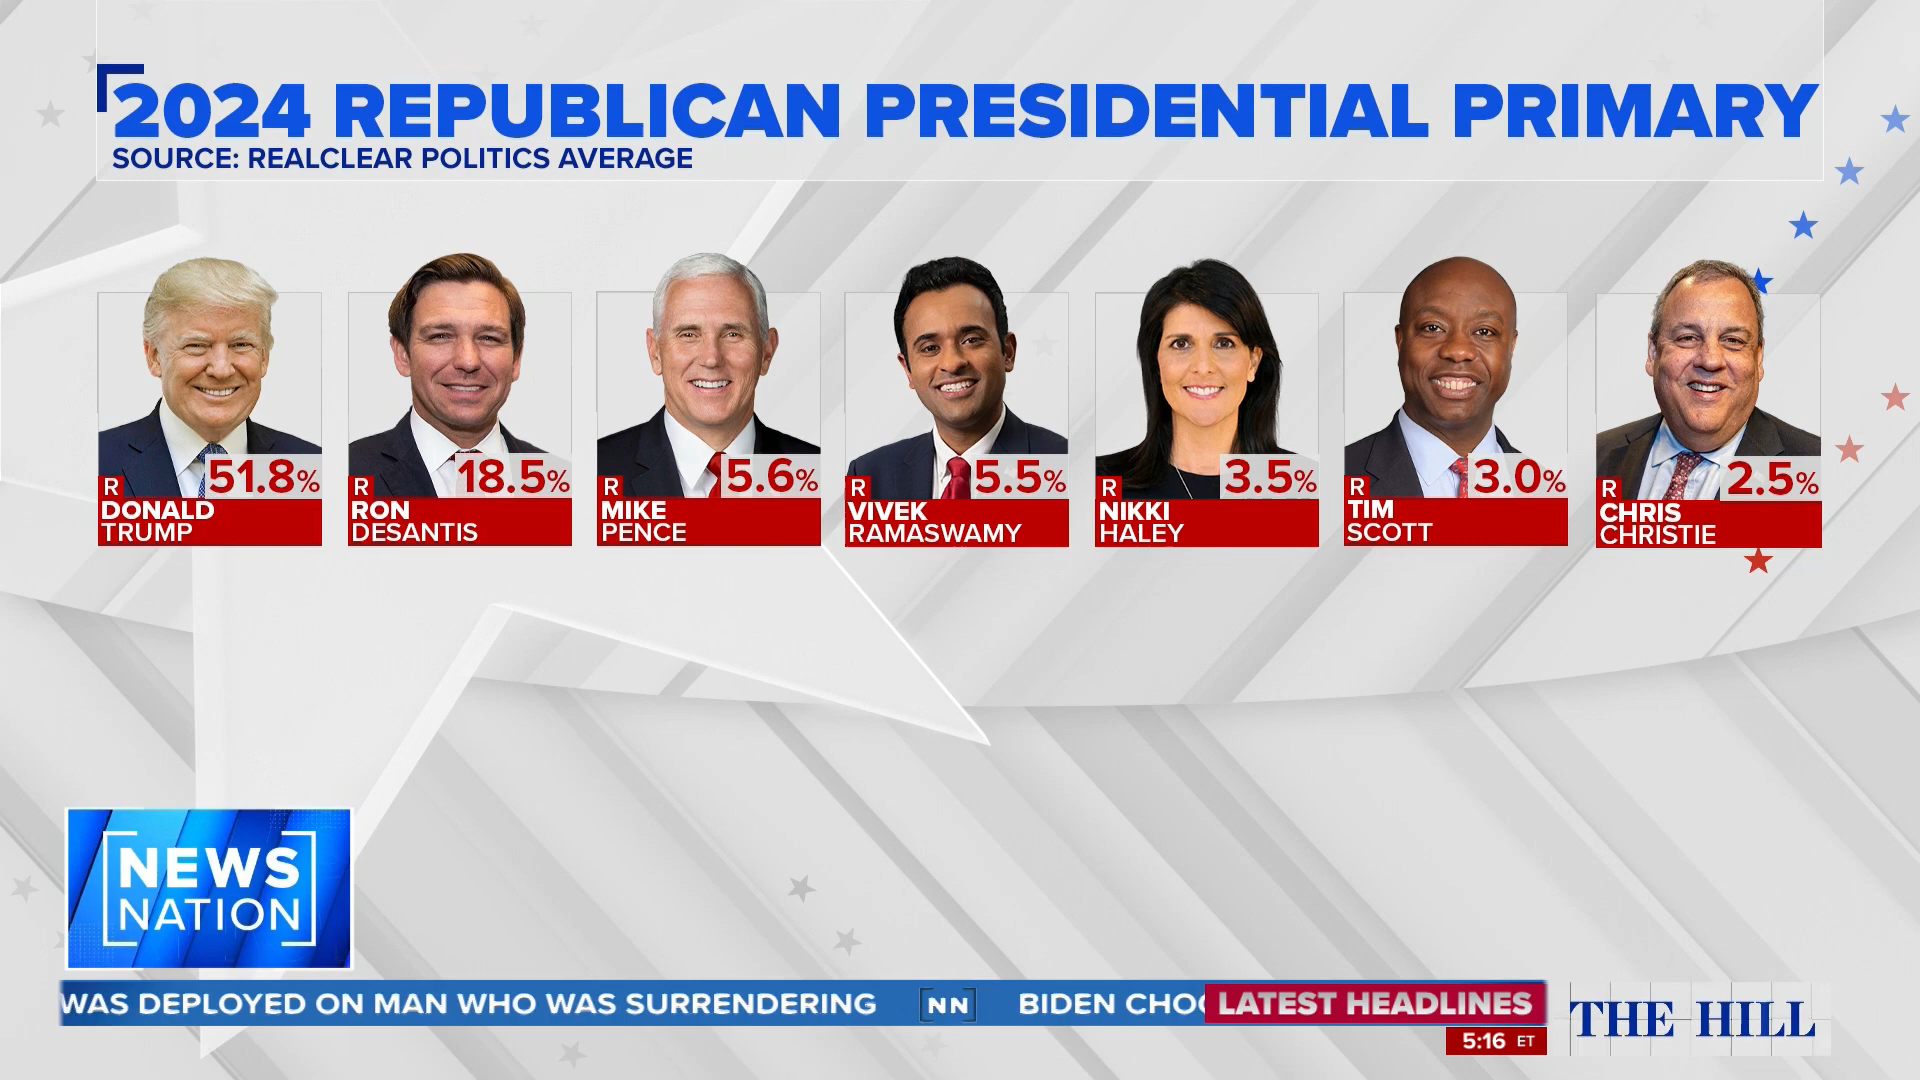 2024 REPUBLICAN PRESIDENTIAL PRIMARY
SOURCE: REALCLEAR POLITICS AVERAGE
R 51.8%
DONALD
TRUMP
R 18.5%
RON
DESANTIS
R 5.6%
MIKE
PENCE
R 5.5%
VIVEK
RAMASWAMY
R 3.5%
NIKKI
HALEY
R 3.0%
TIM
SCOTT
R 2.5%
CHRIS
CHRISTIE
NEWS
NATION
WAS DEPLOYED ON MAN WHO WAS SURRENDERING NN BIDEN LATEST HEADLINES
5:16 ET
THE HILL